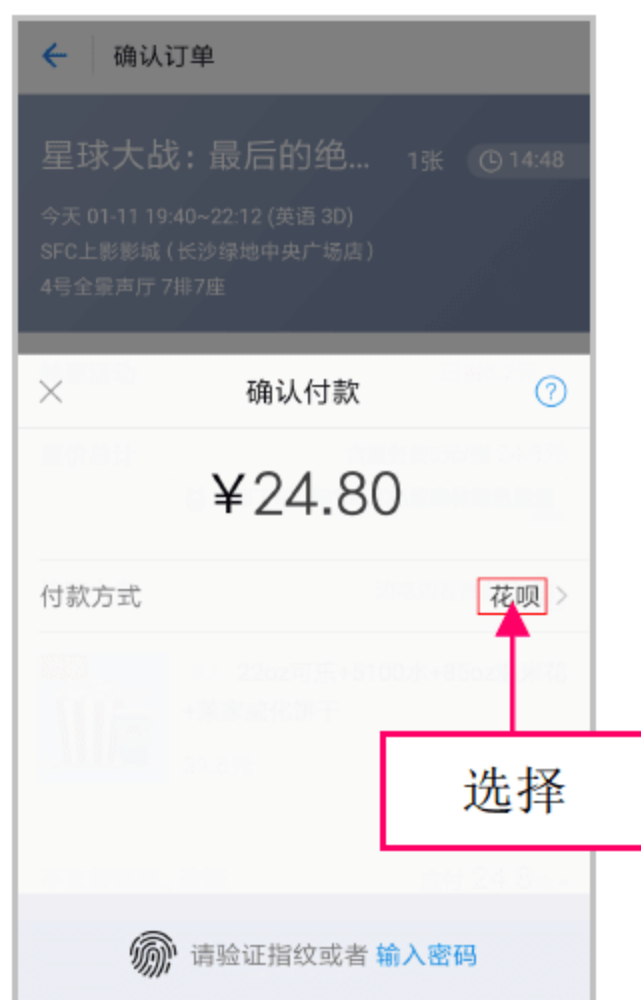 确认订单
星球大战：最后的绝... 1张 14:48
今天 01-11 19:40~22:12 (英语 3D)
SFC上影影城（长沙绿地中央广场店）
4号全景声厅 7排7座
确认付款 ?
¥24.80
付款方式 花呗 >
选择
请验证指纹或者 输入密码